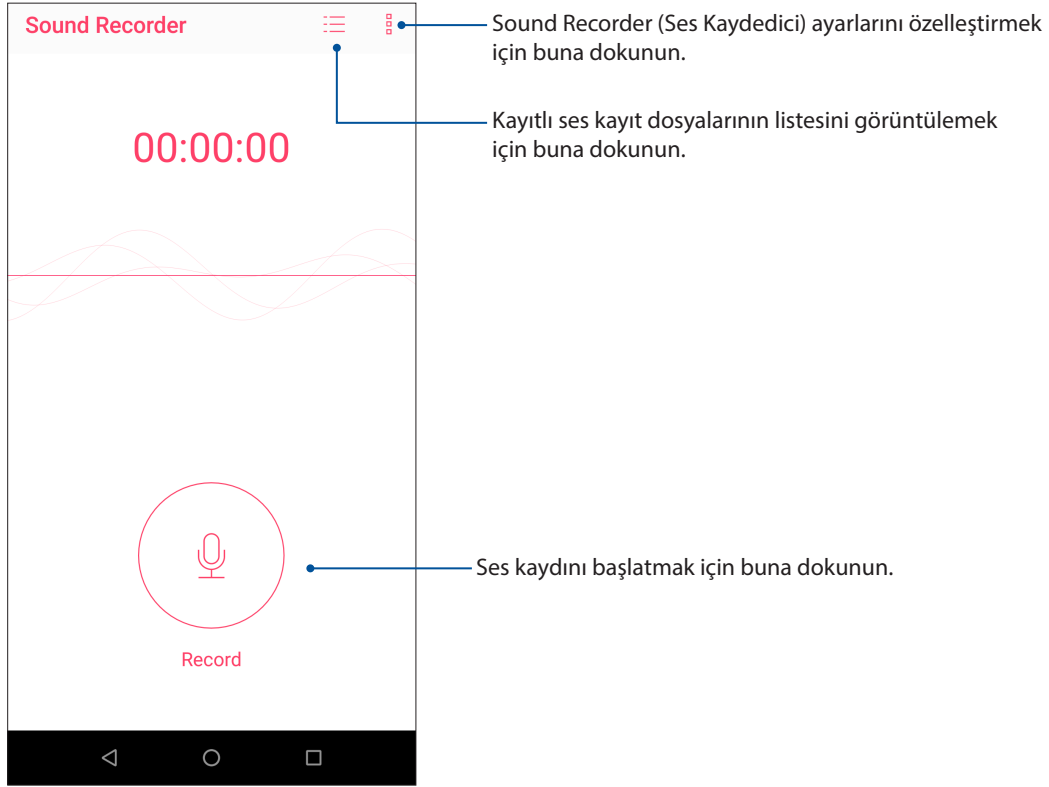 Sound Recorder
Sound Recorder (Ses Kaydedici) ayarlarını özelleştirmek
için buna dokunun.
Kayıtlı ses kayıt dosyalarının listesini görüntülemek
için buna dokunun.
00:00:00
Ses kaydını başlatmak için buna dokunun.
Record